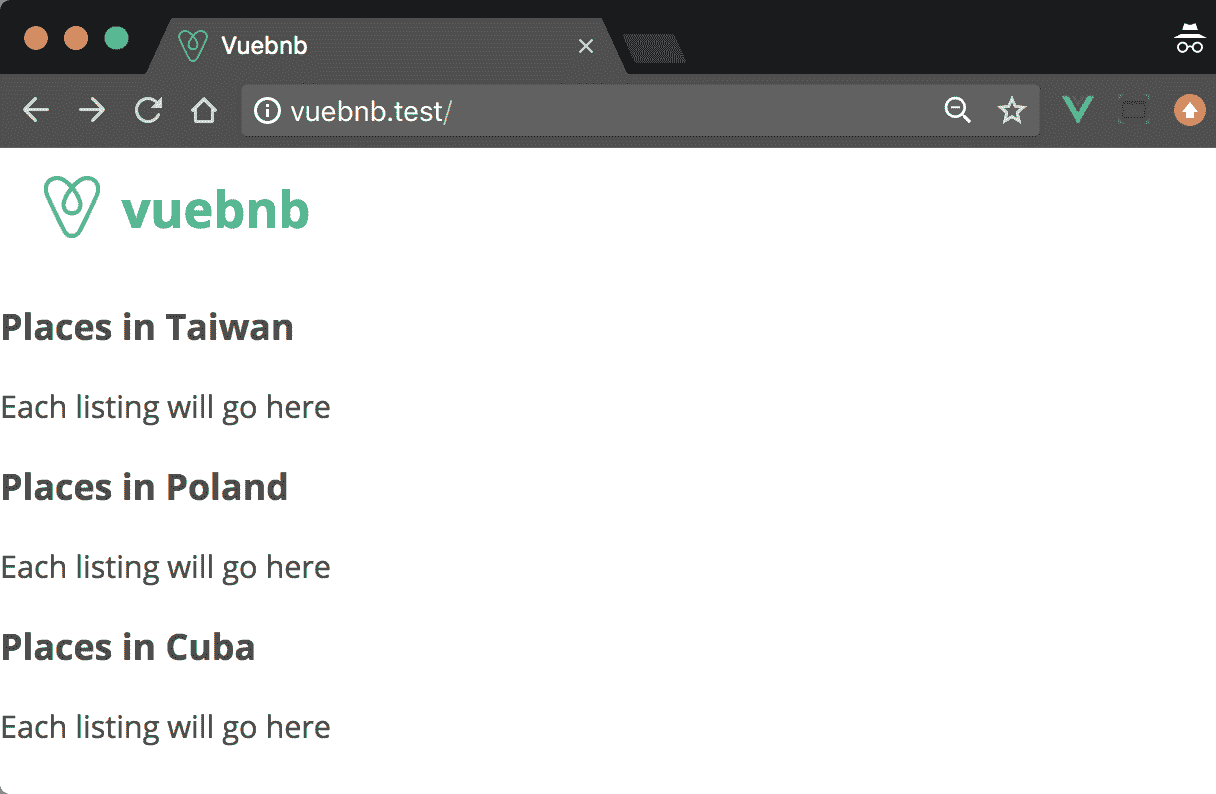 Vuebnb
vuebnb.test/
vuebnb
Places in Taiwan
Each listing will go here
Places in Poland
Each listing will go here
Places in Cuba
Each listing will go here